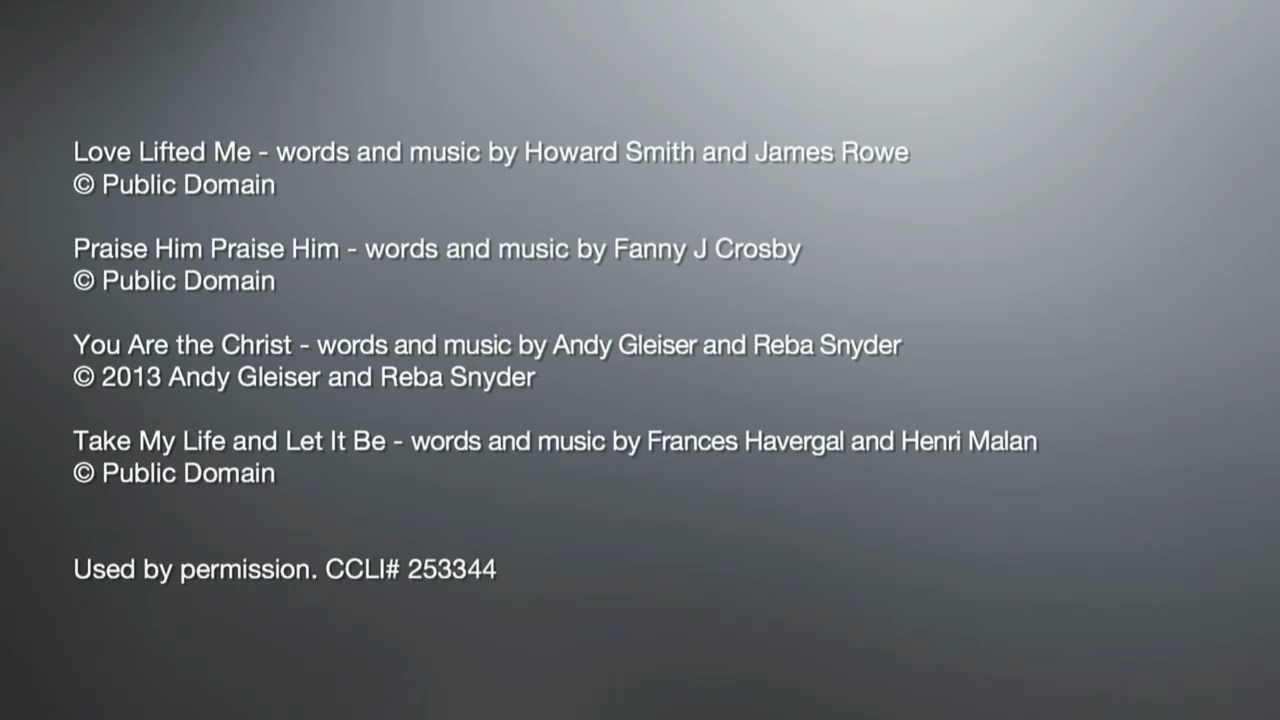 Love Lifted Me - words and music by Howard Smith and James Rowe
© Public Domain
Praise Him Praise Him - words and music by Fanny J Crosby
© Public Domain
You Are the Christ - words and music by Andy Gleiser and Reba Snyder
© 2013 Andy Gleiser and Reba Snyder
Take My Life and Let It Be - words and music by Frances Havergal and Henri Malan
© Public Domain
Used by permission. CCLI# 253344